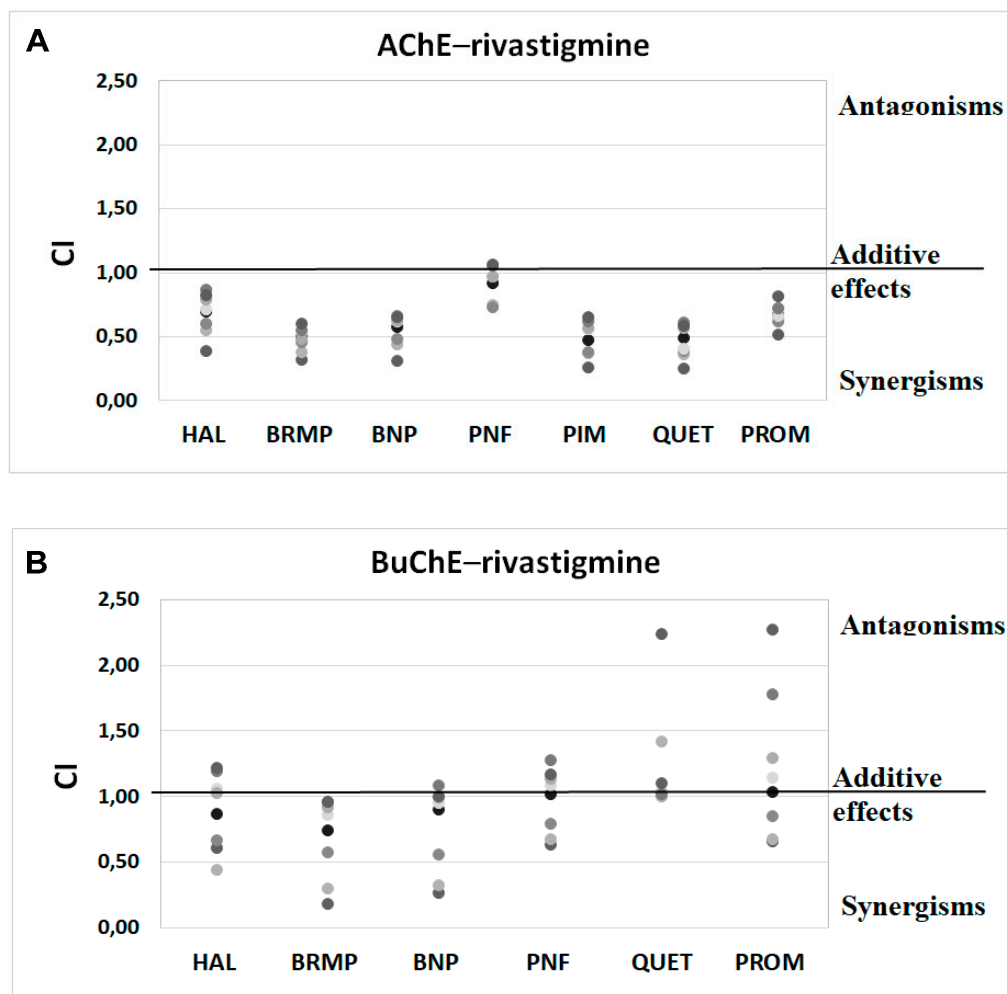 A
AChE–rivastigmine
2,50
Antagonisms
2,00
1,50
CI
1,00
Additive
effects
0,50
Synergisms
0,00
HAL BRMP BNP PNF PIM QUET PROM
B
BuChE–rivastigmine
2,50
Antagonisms
2,00
1,50
CI
1,00
Additive
effects
0,50
Synergisms
0,00
HAL BRMP BNP PNF QUET PROM